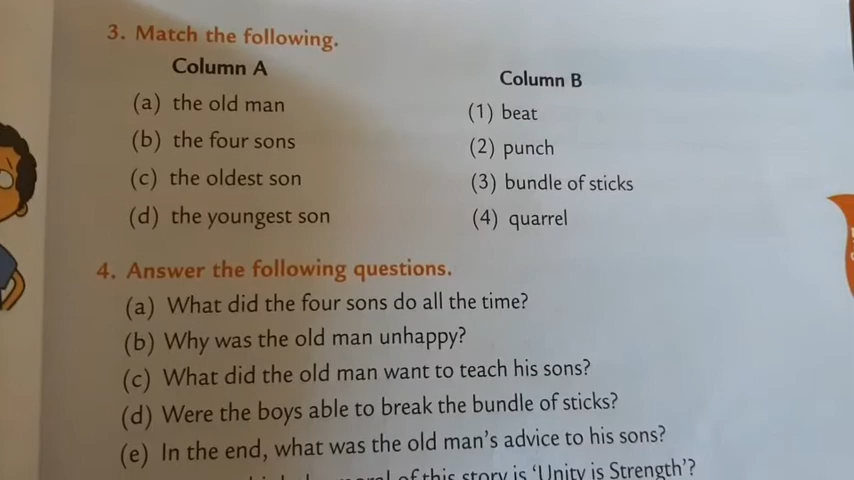 3. Match the following.
Column A
Column B
(a) the old man
(1) beat
(b) the four sons
(2) punch
(c) the oldest son
(3) bundle of sticks
(d) the youngest son
(4) quarrel
4. Answer the following questions.
(a) What did the four sons do all the time?
(b) Why was the old man unhappy?
(c) What did the old man want to teach his sons?
(d) Were the boys able to break the bundle of sticks?
(e) In the end, what was the old man's advice to his sons?
of this story is 'Unity is Strength'?